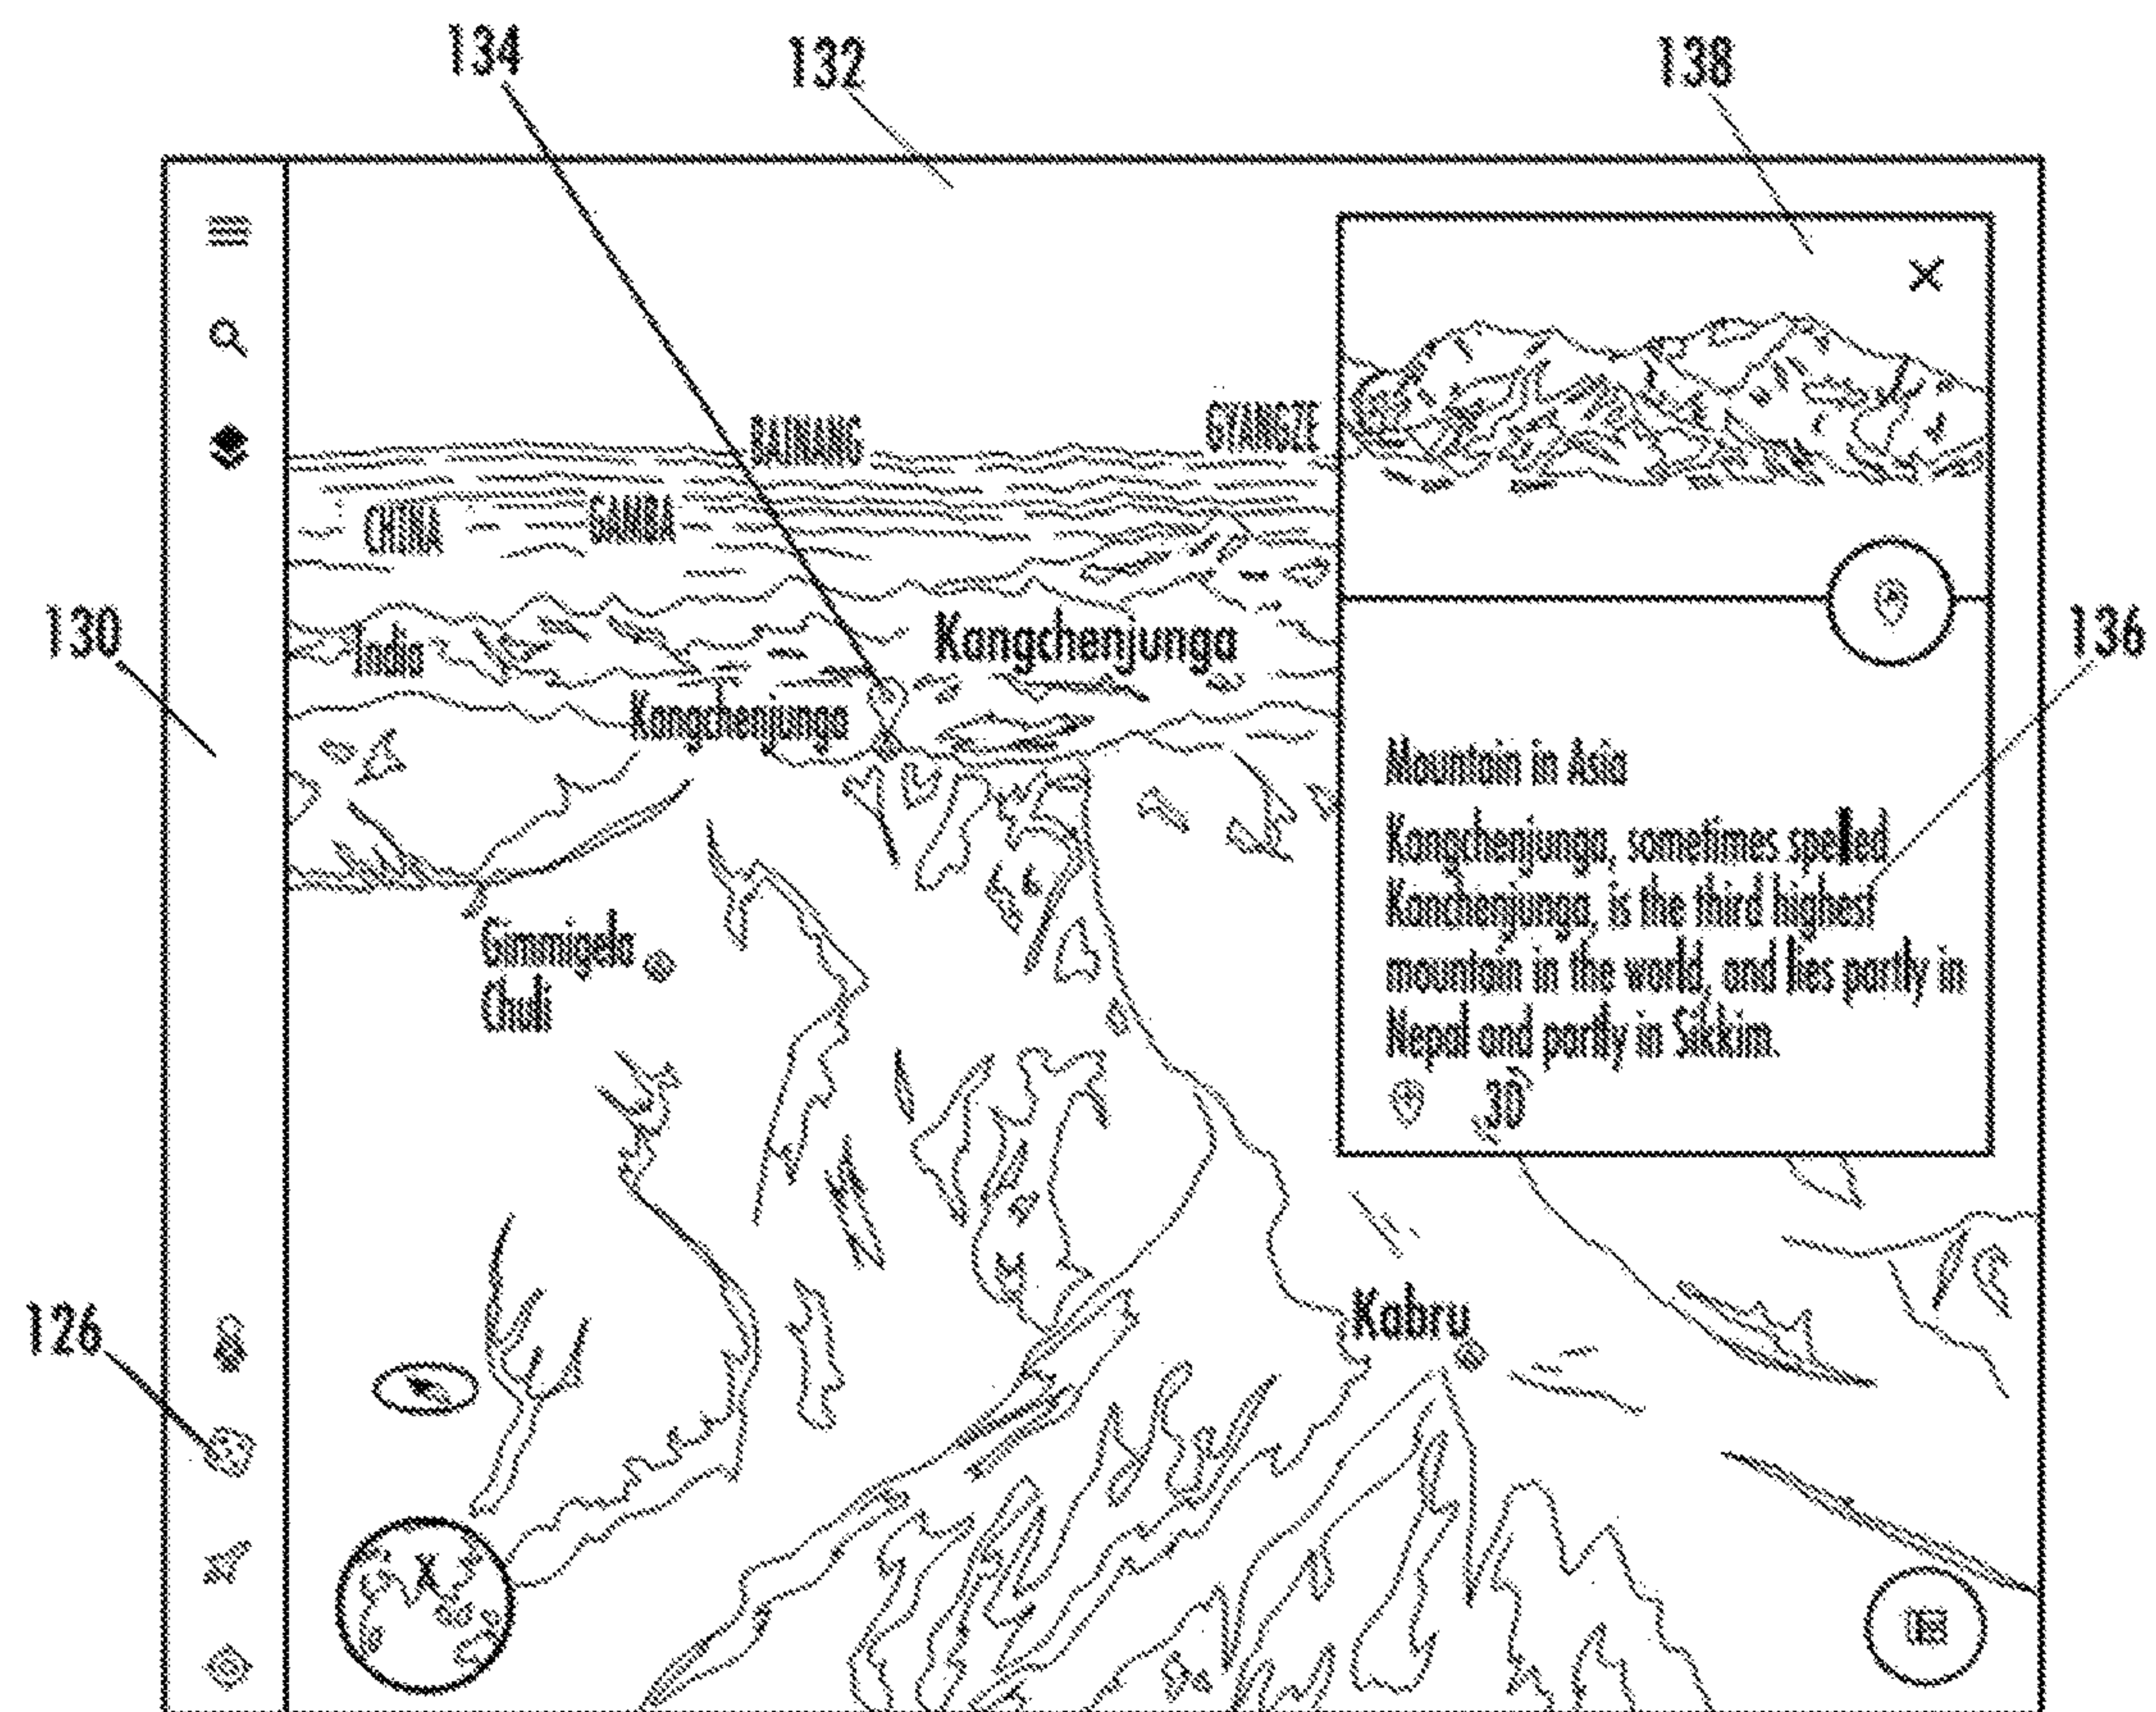 134
132
138
BAINANG
GYANGZE
CHINA
GAMBA
130
India
Kangchenjunga
Kangchenjunga
136
Mountain in Asia
Kangchenjunga, sometimes spelled
Kanchenjunga, is the third highest
mountain in the world, and lies partly in
Nepal and partly in Sikkim.
3D
Gimmigela
Chuli
Kabru
126